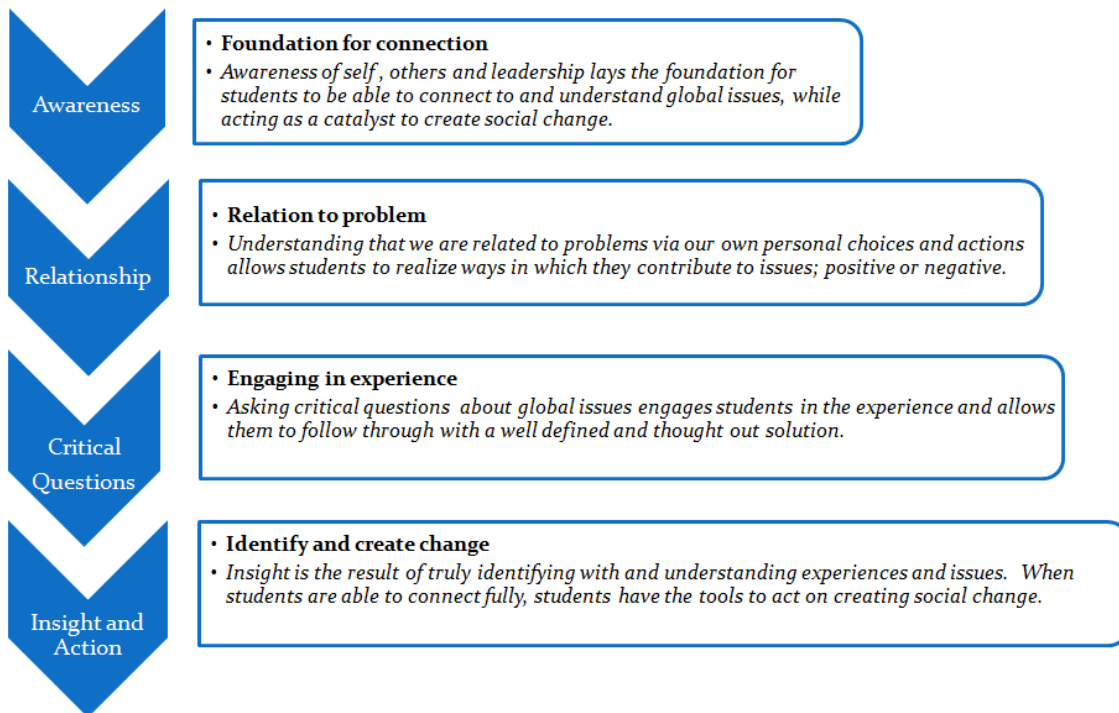 Awareness
• Foundation for connection
• Awareness of self , others and leadership lays the foundation for
students to be able to connect to and understand global issues, while
acting as a catalyst to create social change.
Relationship
• Relation to problem
• Understanding that we are related to problems via our own personal choices and actions
allows students to realize ways in which they contribute to issues; positive or negative.
Critical
Questions
• Engaging in experience
• Asking critical questions about global issues engages students in the experience and allows
them to follow through with a well defined and thought out solution.
Insight and
Action
• Identify and create change
• Insight is the result of truly identifying with and understanding experiences and issues. When
students are able to connect fully, students have the tools to act on creating social change.